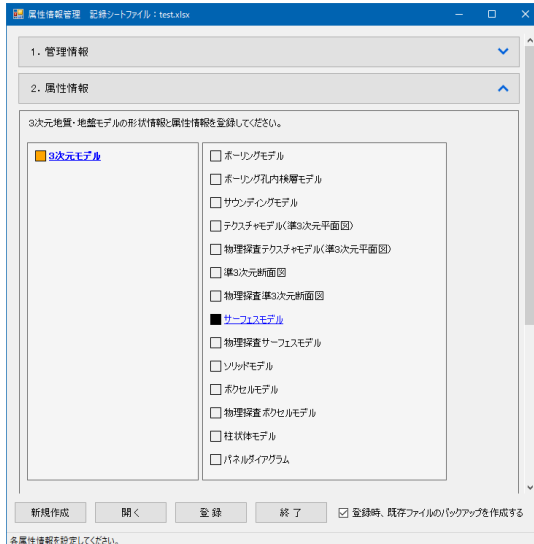 属性情報管理 記録シートファイル：test.xlsx
1. 管理情報
2. 属性情報
3次元地質・地盤モデルの形状情報と属性情報を登録してください。
3次元モデル
ボーリングモデル
ボーリング孔内検層モデル
サウンディングモデル
テクスチャモデル(準3次元平面図)
物理探査テクスチャモデル(準3次元平面図)
準3次元断面図
物理探査準3次元断面図
サーフェスモデル
物理探査サーフェスモデル
ソリッドモデル
ボクセルモデル
物理探査ボクセルモデル
柱状体モデル
パネルダイアグラム
新規作成 開く 登録 終了 登録時、既存ファイルのバックアップを作成する
各属性情報を設定してください。